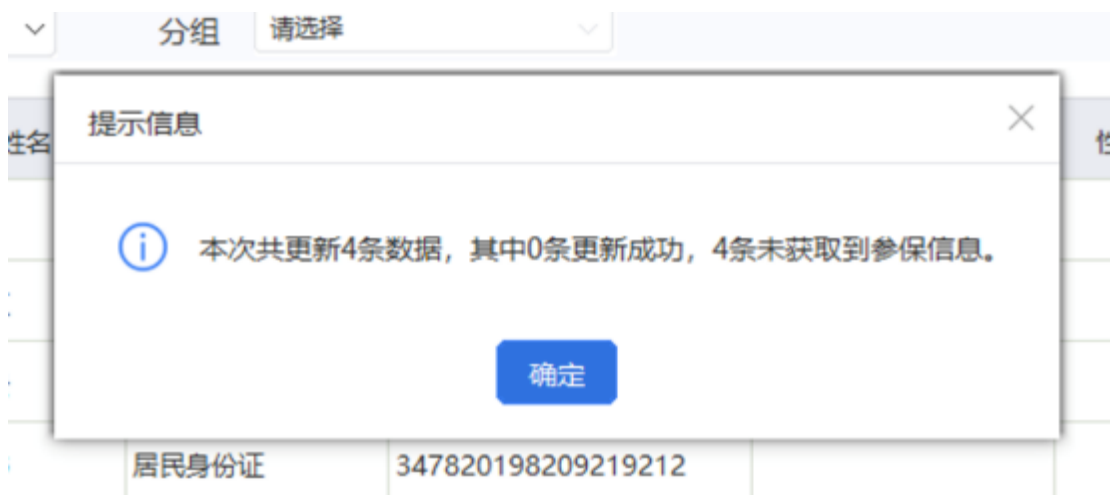 分组 请选择
提示信息
姓名
本次共更新4条数据，其中0条更新成功，4条未获取到参保信息。
确定
居民身份证 347820198209219212